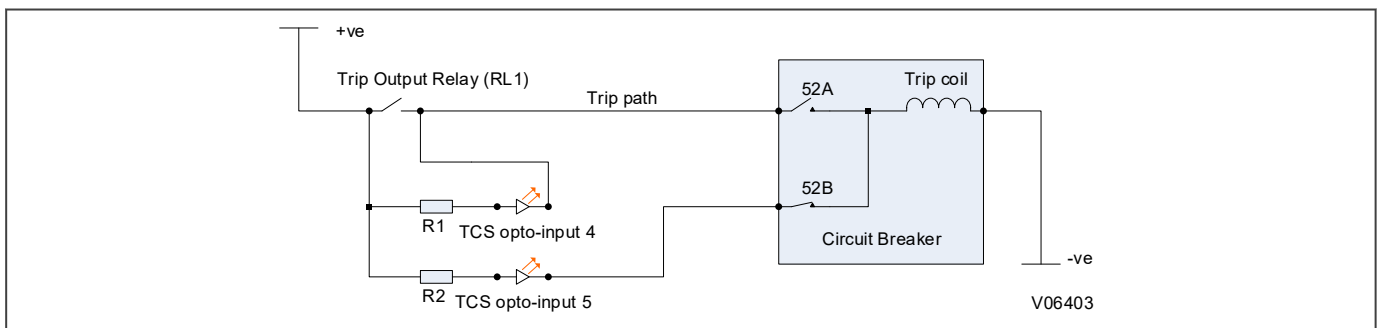 +ve
Trip Output Relay (RL1)
Trip path
52A
Trip coil
R1
TCS opto-input 4
52B
Circuit Breaker
R2
TCS opto-input 5
-ve
V06403